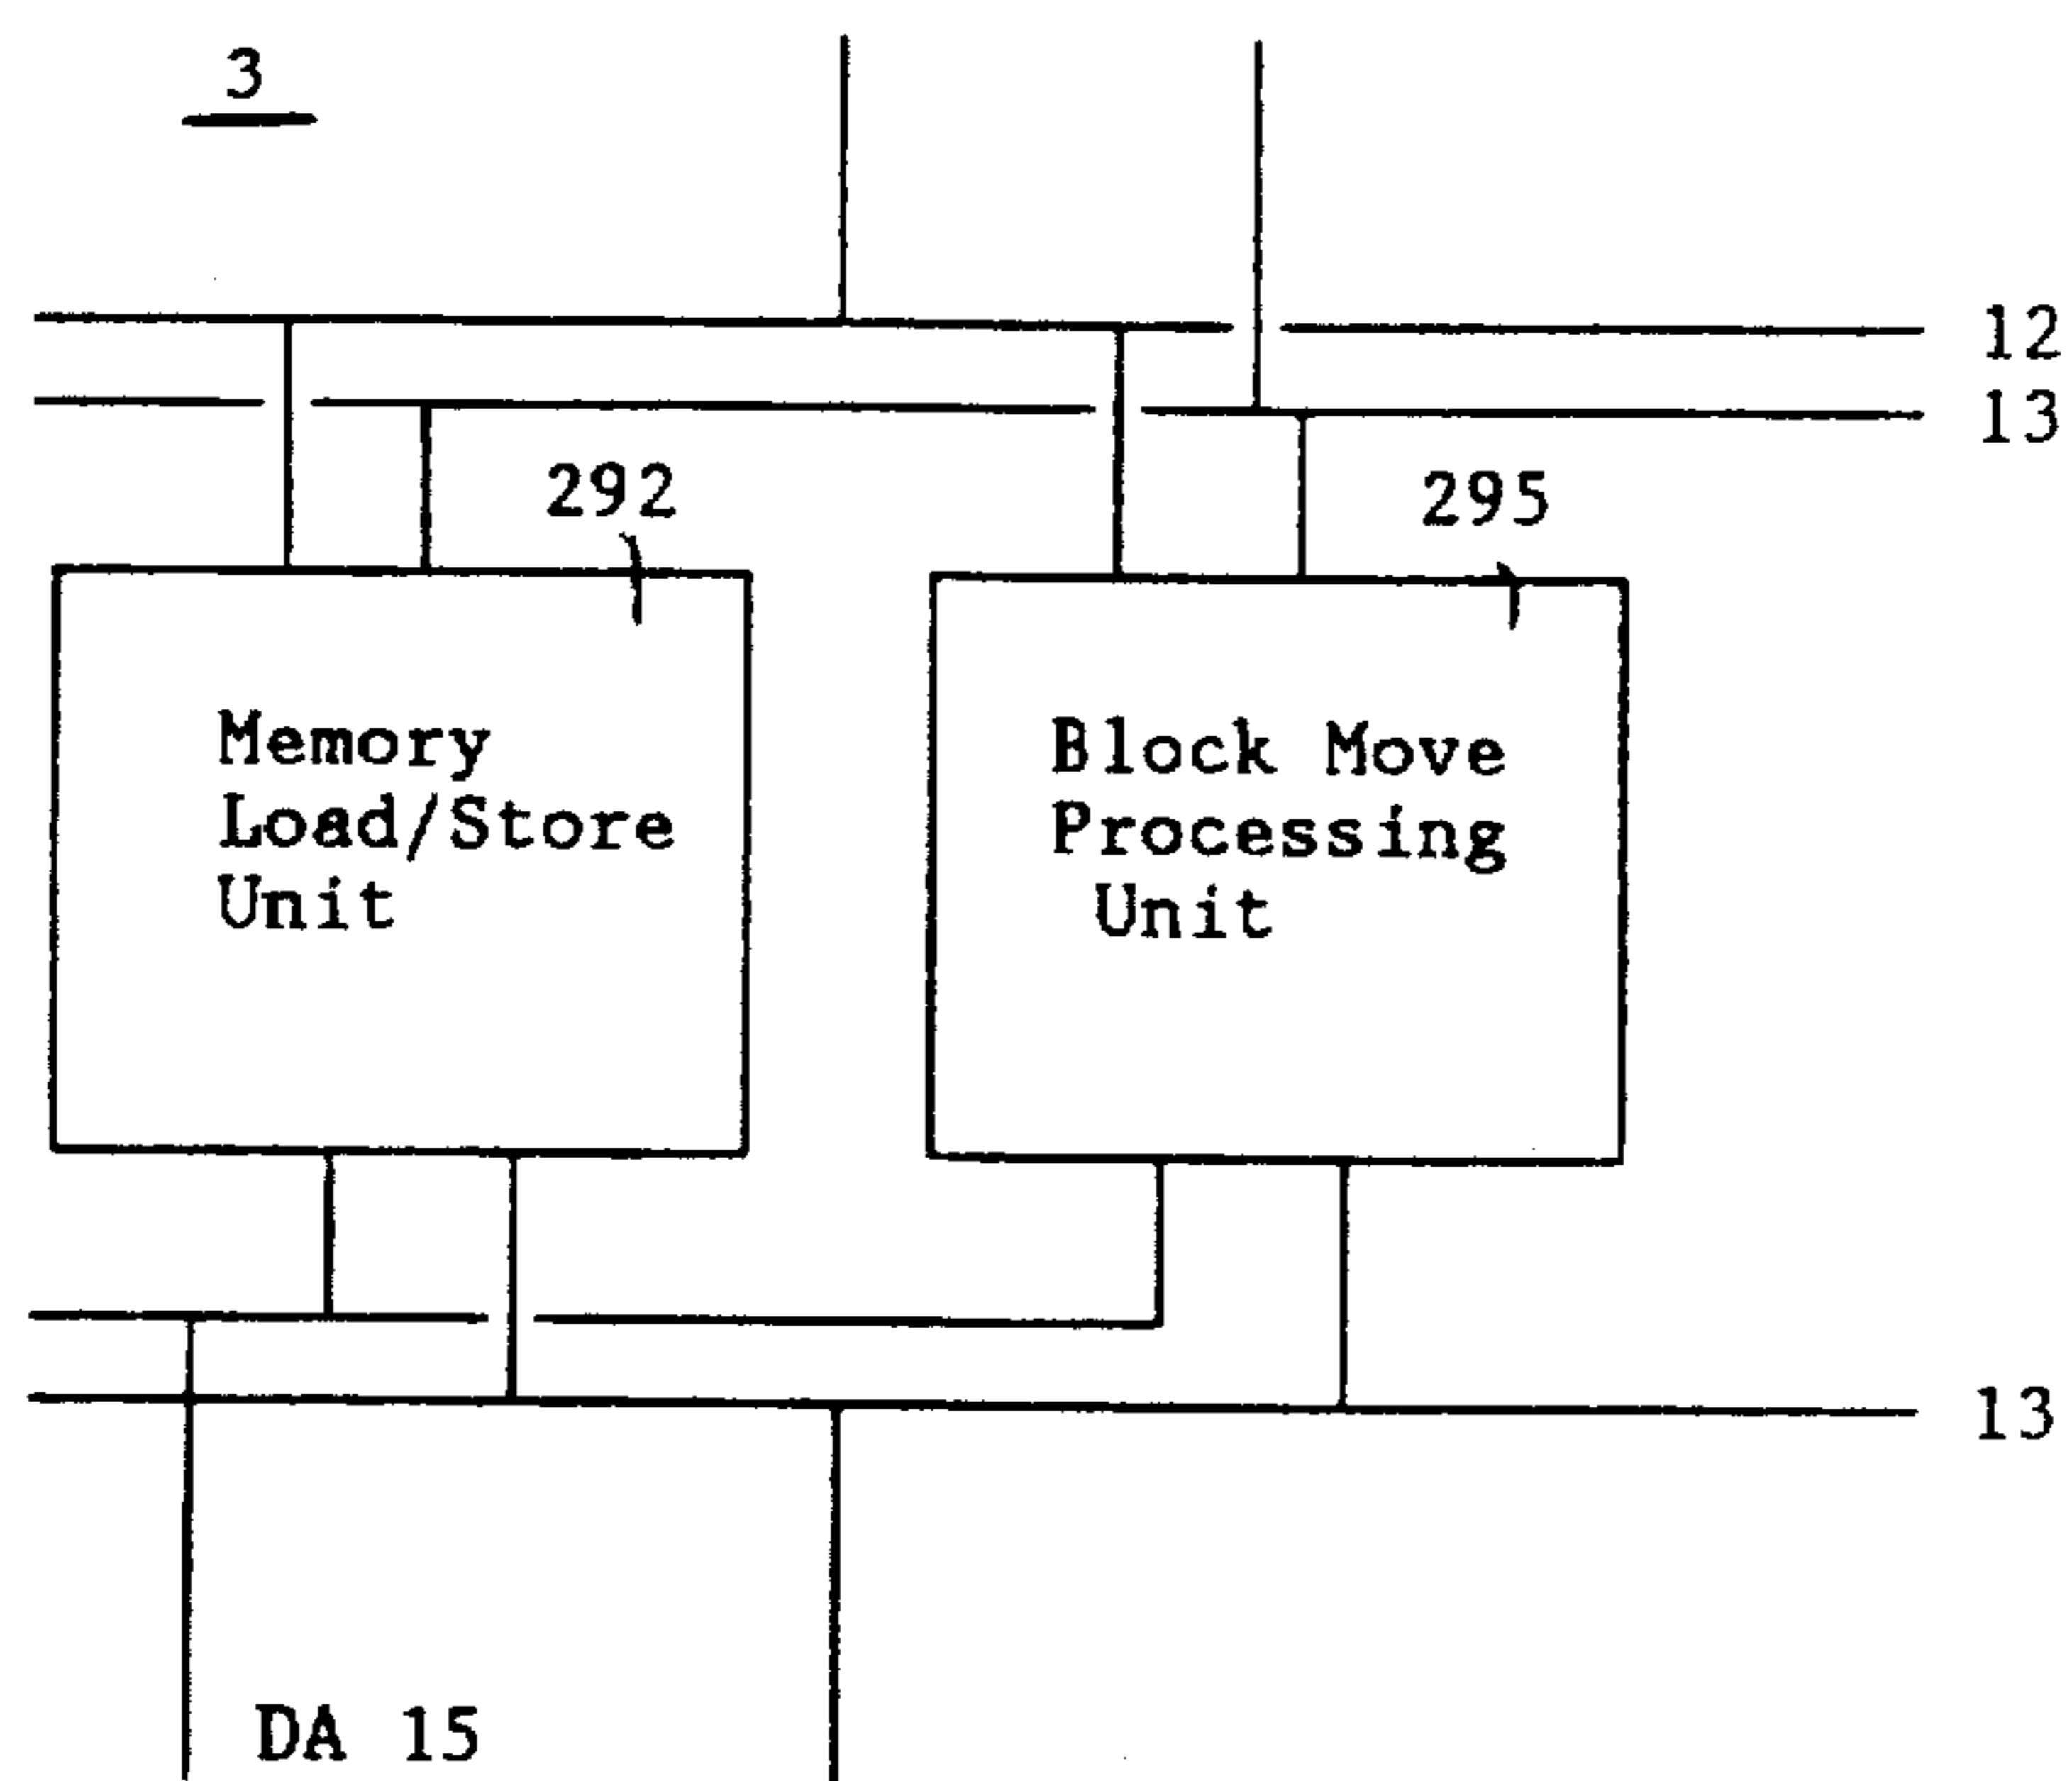 3
12
13
292
295
Memory
Load/Store
Unit
Block Move
Processing
Unit
13
DA 15